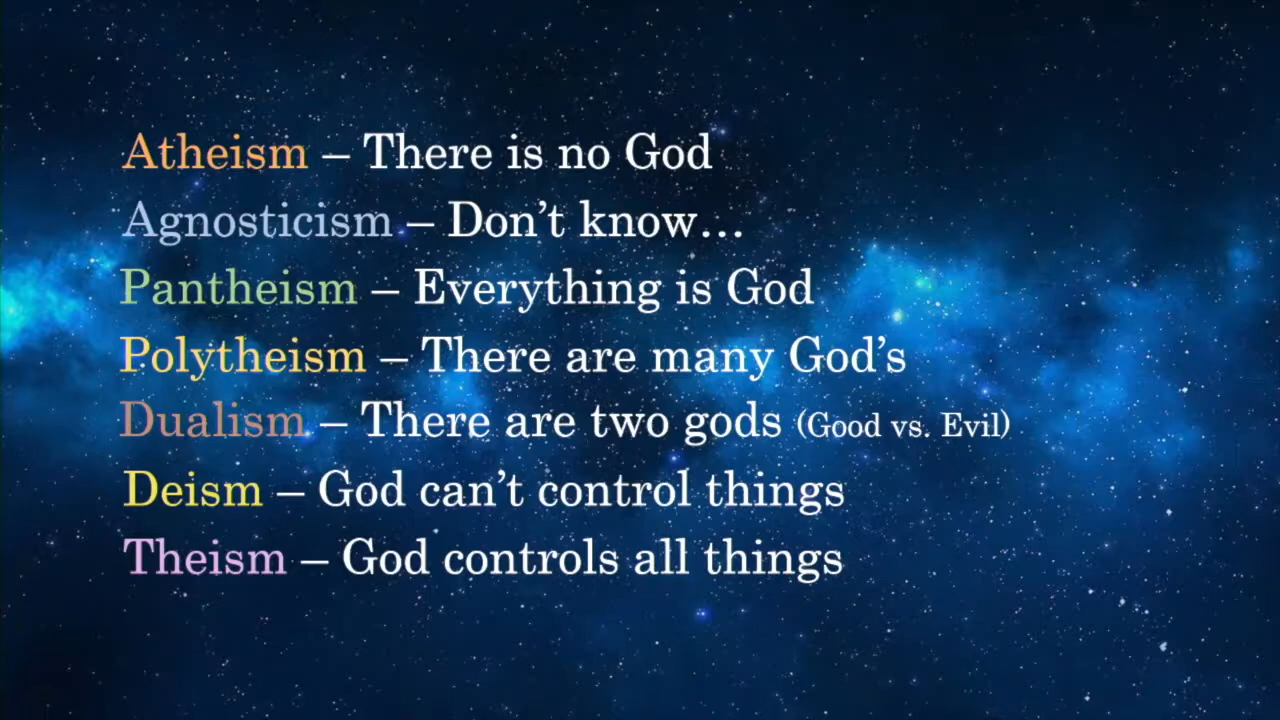 Atheism – There is no God
Agnosticism – Don’t know…
Pantheism – Everything is God
Polytheism – There are many God’s
Dualism – There are two gods (Good vs. Evil)
Deism – God can’t control things
Theism – God controls all things